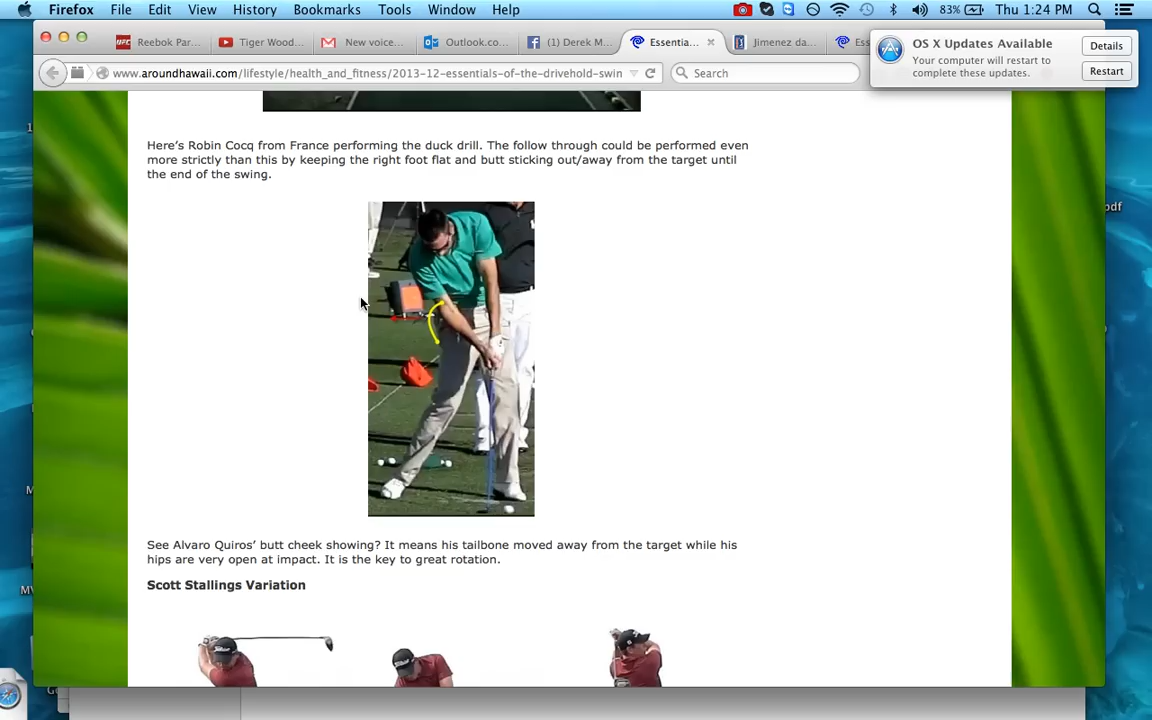 Firefox File Edit View History Bookmarks Tools Window Help 83% Thu 1:24 PM
Reebok Par... Tiger Wood... New voice... Outlook.co... (1) Derek M... Essentia... Jimenez da... Ess
OS X Updates Available
Your computer will restart to
complete these updates.
Details
Restart
www.aroundhawaii.com/lifestyle/health_and_fitness/2013-12-essentials-of-the-drivehold-swin
Search
Here's Robin Cocq from France performing the duck drill. The follow through could be performed even
more strictly than this by keeping the right foot flat and butt sticking out/away from the target until
the end of the swing.
pdf
See Alvaro Quiros' butt cheek showing? It means his tailbone moved away from the target while his
hips are very open at impact. It is the key to great rotation.
Scott Stallings Variation